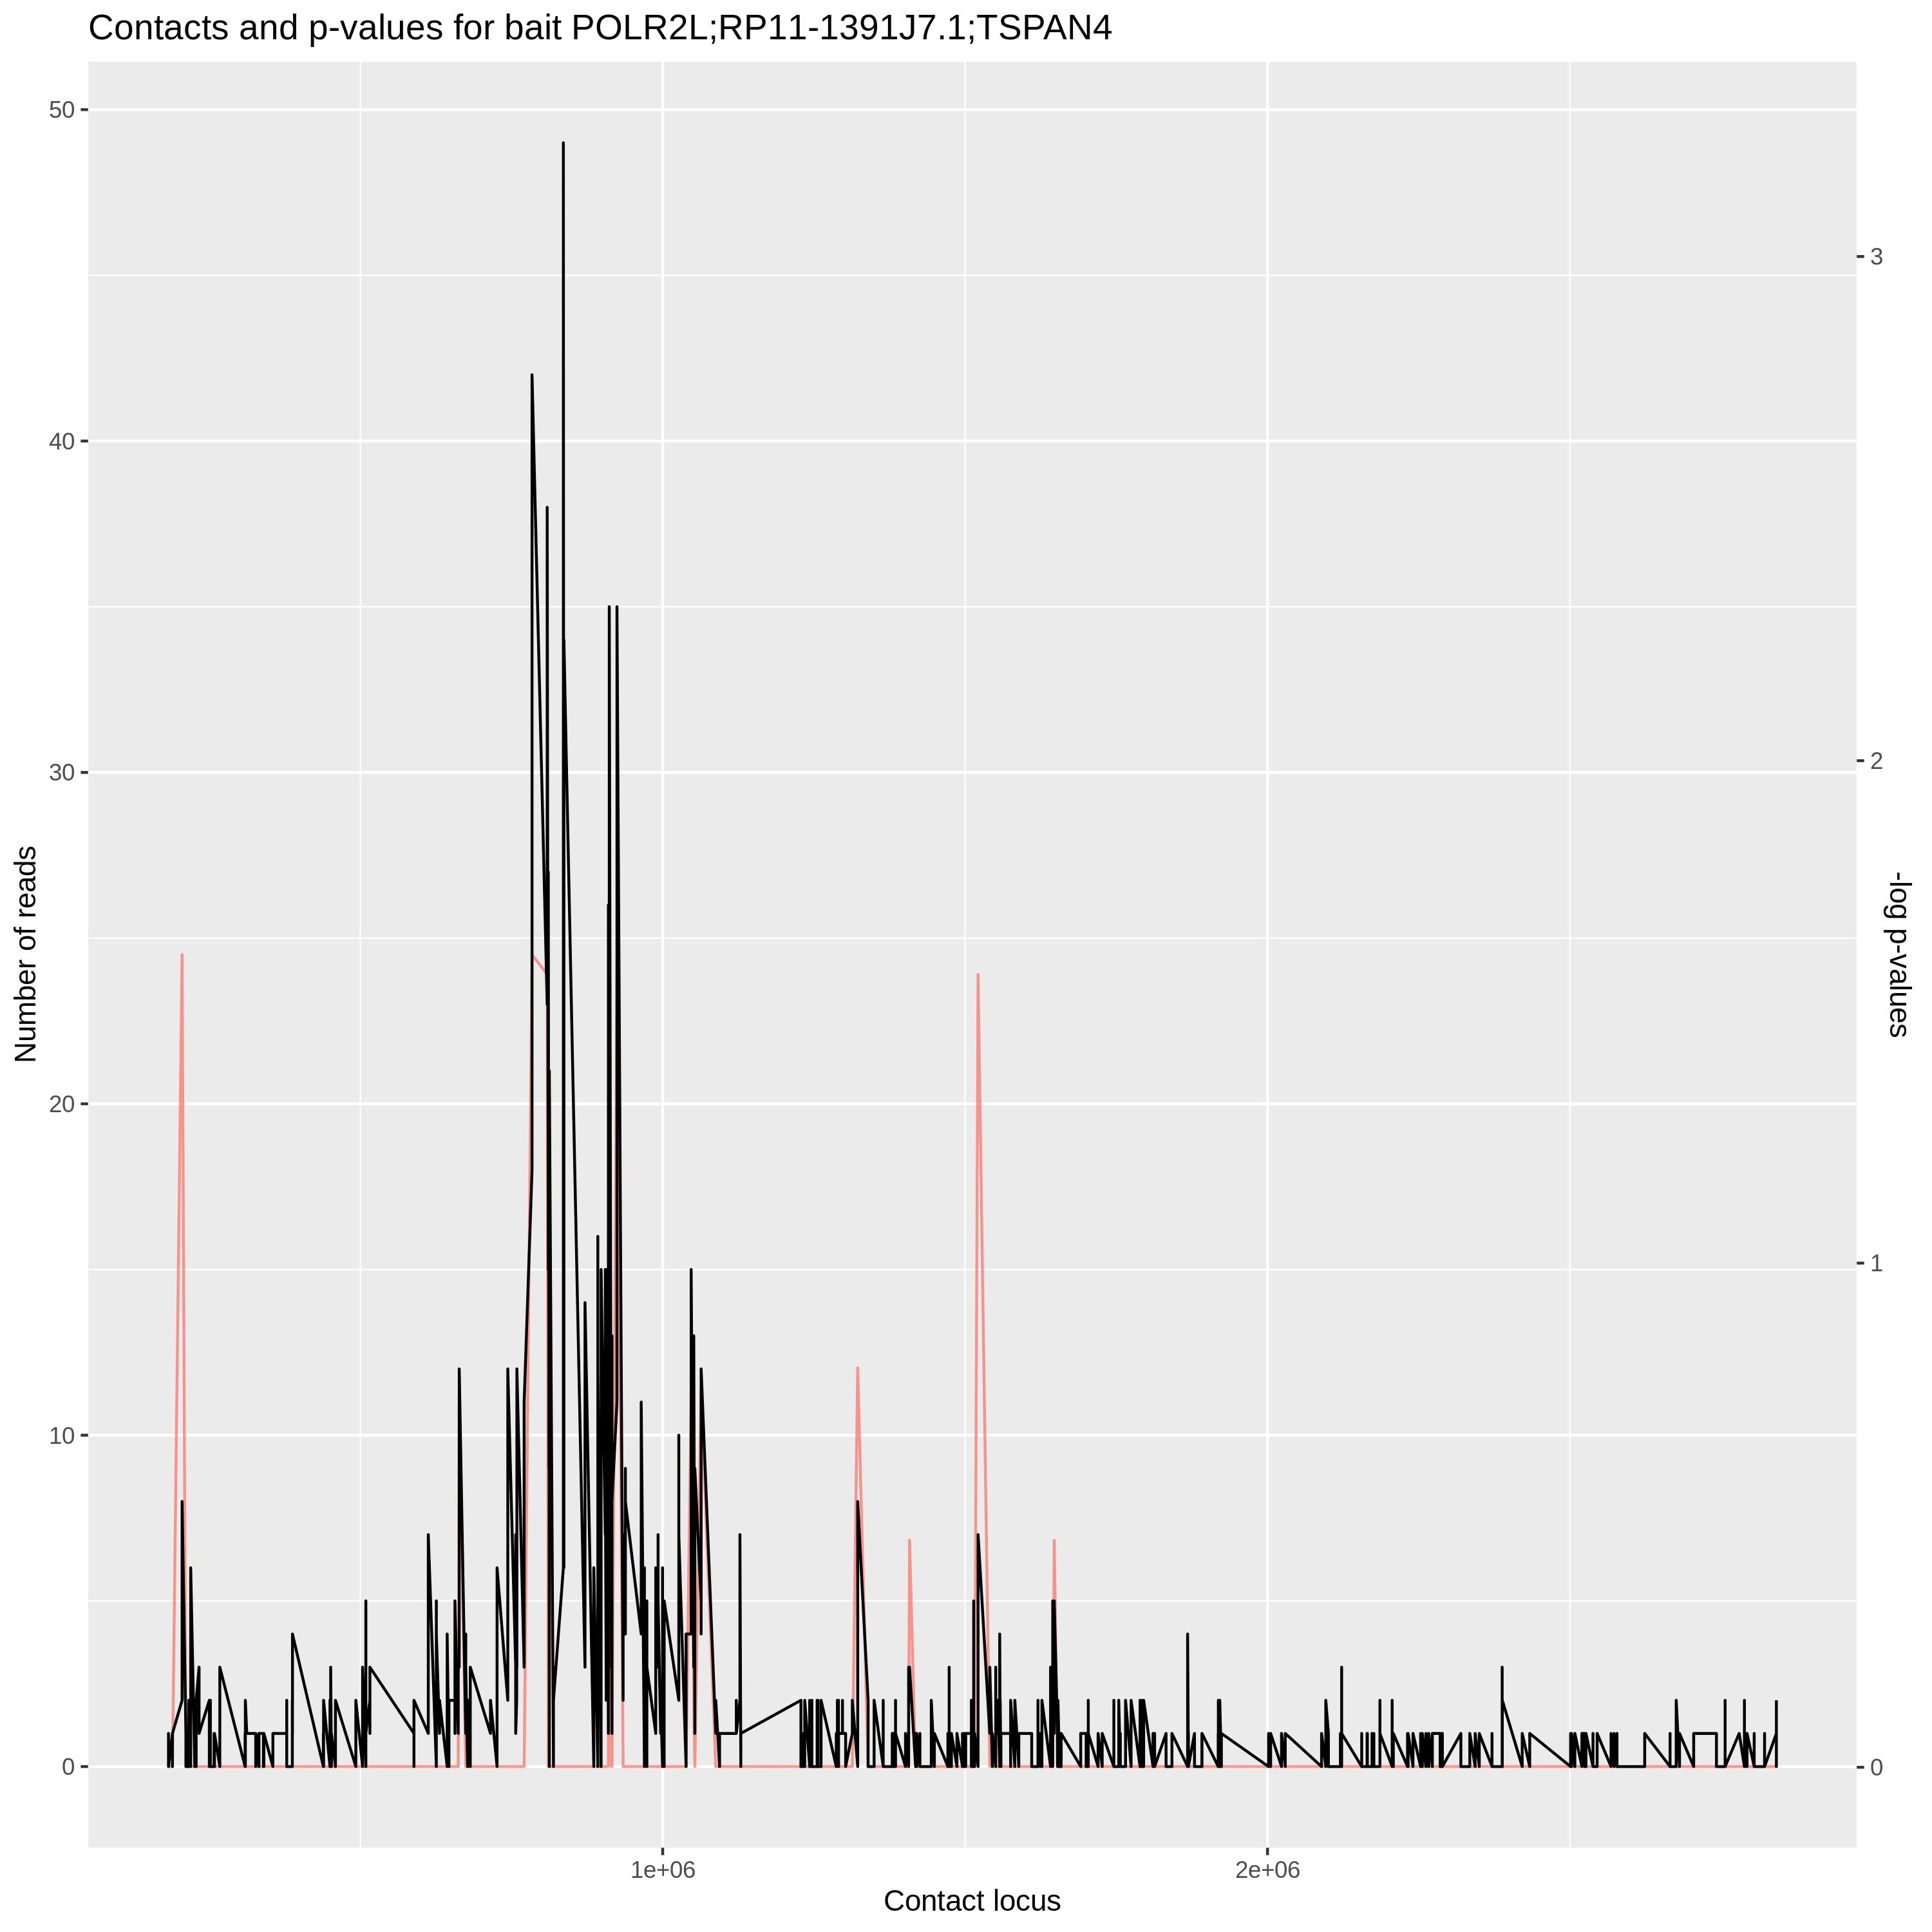 Contacts and p-values for bait POLR2L;RP11-1391J7.1;TSPAN4
50
40
30
20
10
0
Number of reads
3
2
1
0
-log p-values
1e+06
2e+06
Contact locus